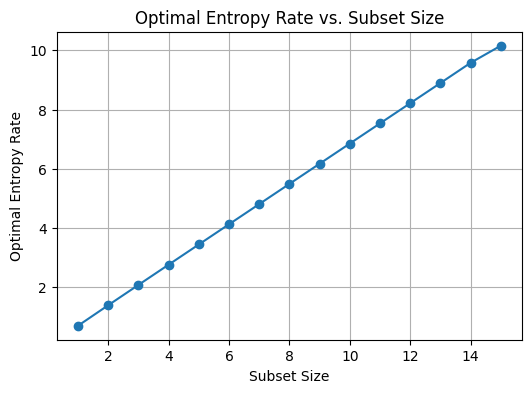 Optimal Entropy Rate vs. Subset Size
Optimal Entropy Rate
10
8
6
4
2
2 4 6 8 10 12 14
Subset Size